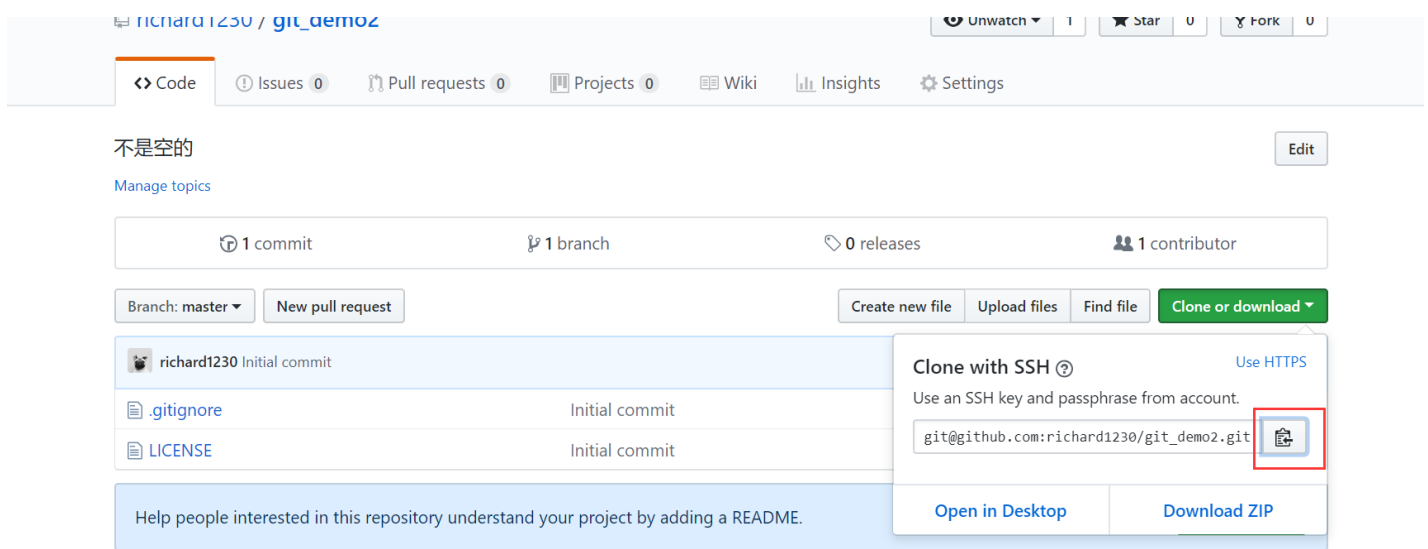 richard1230 / git_demo2
Unwatch 1 Star 0 Fork 0
Code Issues 0 Pull requests 0 Projects 0 Wiki Insights Settings
不是空的
Edit
Manage topics
1 commit 1 branch 0 releases 1 contributor
Branch: master New pull request Create new file Upload files Find file Clone or download
richard1230 Initial commit
.gitignore Initial commit
LICENSE Initial commit
Clone with SSH Use HTTPS
Use an SSH key and passphrase from account.
git@github.com:richard1230/git_demo2.git
Open in Desktop Download ZIP
Help people interested in this repository understand your project by adding a README.